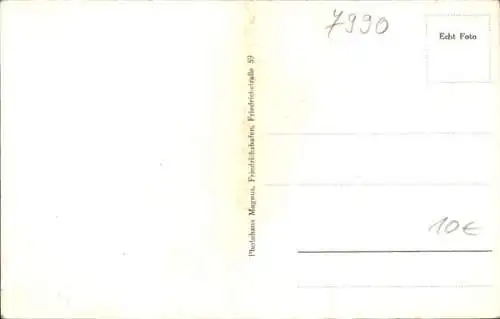 7990
Echt Foto
Photohaus Magnus, Friedrichshafen, Friedrichstraße 59
10€